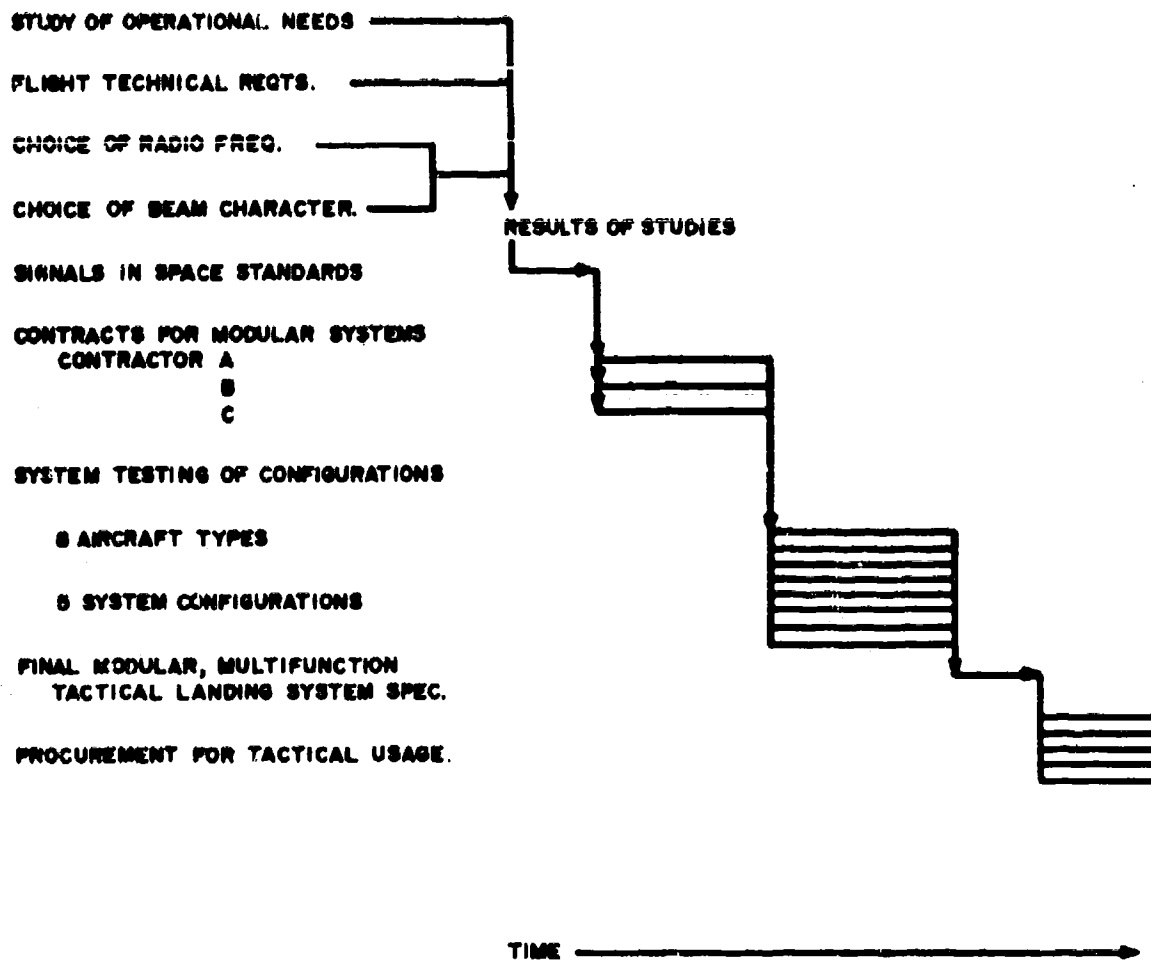 STUDY OF OPERATIONAL NEEDS
FLIGHT TECHNICAL REQTS.
CHOICE OF RADIO FREQ.
CHOICE OF BEAM CHARACTER.
RESULTS OF STUDIES
SIGNALS IN SPACE STANDARDS
CONTRACTS FOR MODULAR SYSTEMS
CONTRACTOR A
B
C
SYSTEM TESTING OF CONFIGURATIONS
AIRCRAFT TYPES
5 SYSTEM CONFIGURATIONS
FINAL MODULAR, MULTIFUNCTION
TACTICAL LANDING SYSTEM SPEC.
PROCUREMENT FOR TACTICAL USAGE.
TIME